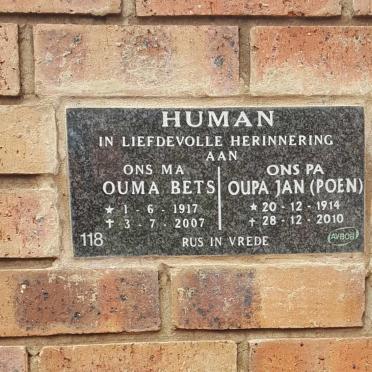 HUMAN
IN LIEFDEVOLLE HERINNERING
AAN
ONS MA
OUMA BETS
★ 1 - 6 - 1917
† 3 - 7 - 2007
ONS PA
OUPA JAN (POEN)
★ 20 - 12 - 1914
† 28 - 12 - 2010
118
RUS IN VREDE
AVBOB